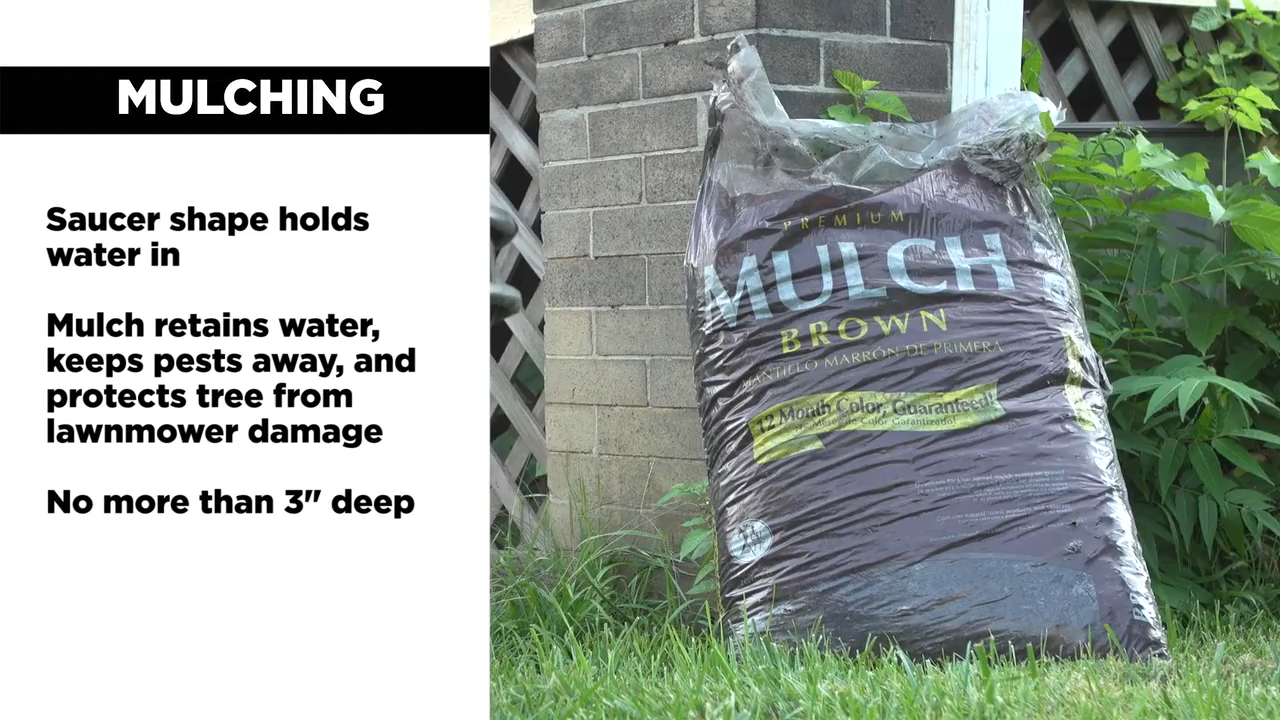 MULCHING
Saucer shape holds
water in
Mulch retains water,
keeps pests away, and
protects tree from
lawnmower damage
No more than 3" deep
PREMIUM
MULCH
BROWN
MANTILLO MARRÓN DE PRIMERA
12 Month Color, Guaranteed!